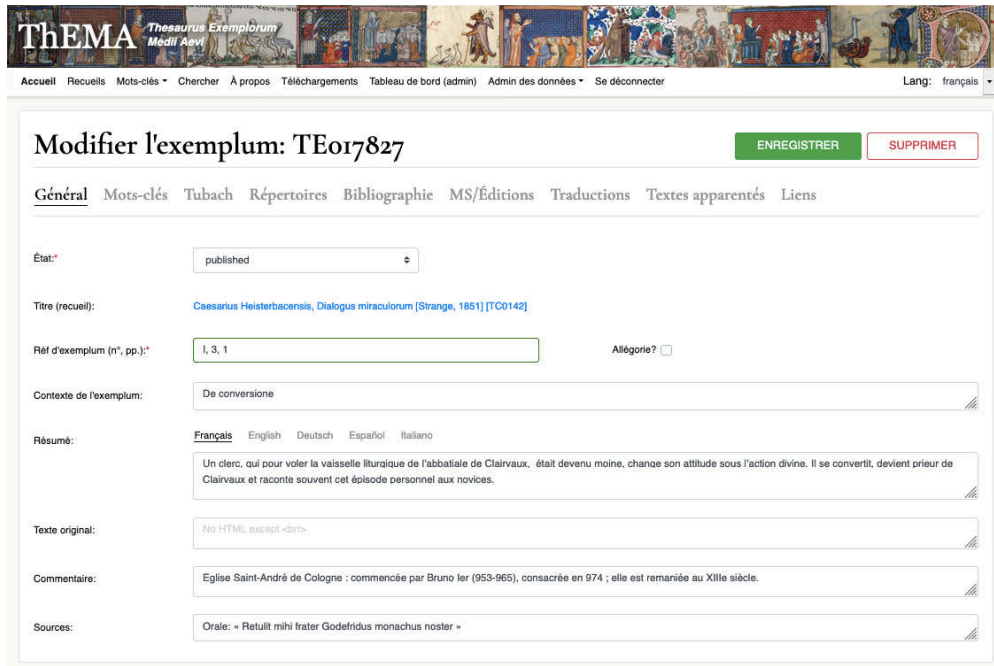 ThEMA Thesaurus Exemplorum
Medii Aevi
Accueil Recueils Mots-clés Chercher À propos Téléchargements Tableau de bord (admin) Admin des données Se déconnecter Lang: français
Modifier l'exemplum: TE017827 ENREGISTRER SUPPRIMER
Général Mots-clés Tubach Répertoires Bibliographie MS/Éditions Traductions Textes apparentés Liens
État:* published
Titre (recueil): Caesarius Heisterbacensis, Dialogus miraculorum [Strange, 1851] [TC0142]
Réf d'exemplum (n°, pp.):* I, 3, 1 Allégorie?
Contexte de l'exemplum: De conversione
Résumé: Français English Deutsch Español Italiano
Un clerc, qui pour voler la vaisselle liturgique de l'abbatiale de Clairvaux, était devenu moine, change son attitude sous l'action divine. Il se convertit, devient prieur de
Clairvaux et raconte souvent cet épisode personnel aux novices.
Texte original: No HTML except <br/>
Commentaire: Eglise Saint-André de Cologne : commencée par Bruno Ier (953-965), consacrée en 974 ; elle est remaniée au XIIIe siècle.
Sources: Orale: « Retulit mihi frater Godefridus monachus noster »